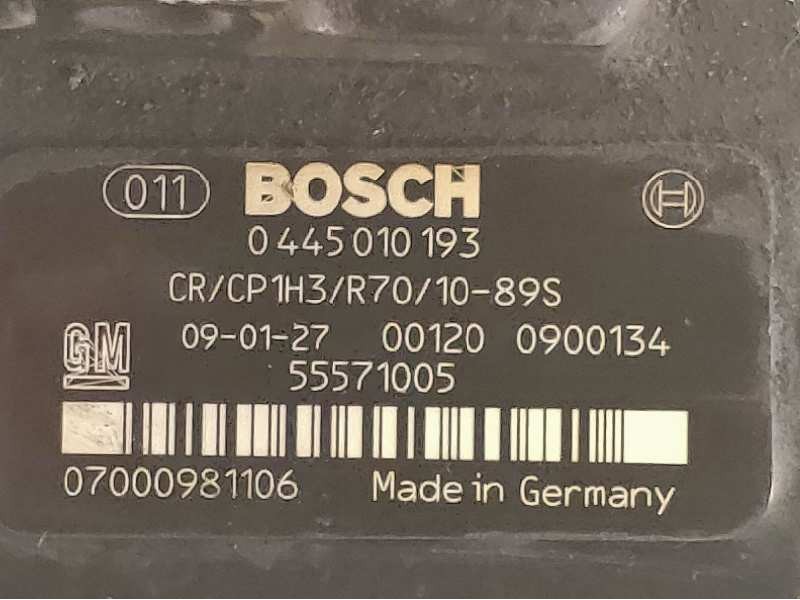 011 BOSCH
0 445 010 193
CR/CP1H3/R70/10-89S
GM 09-01-27 00120 0900134
55571005
07000981106 Made in Germany